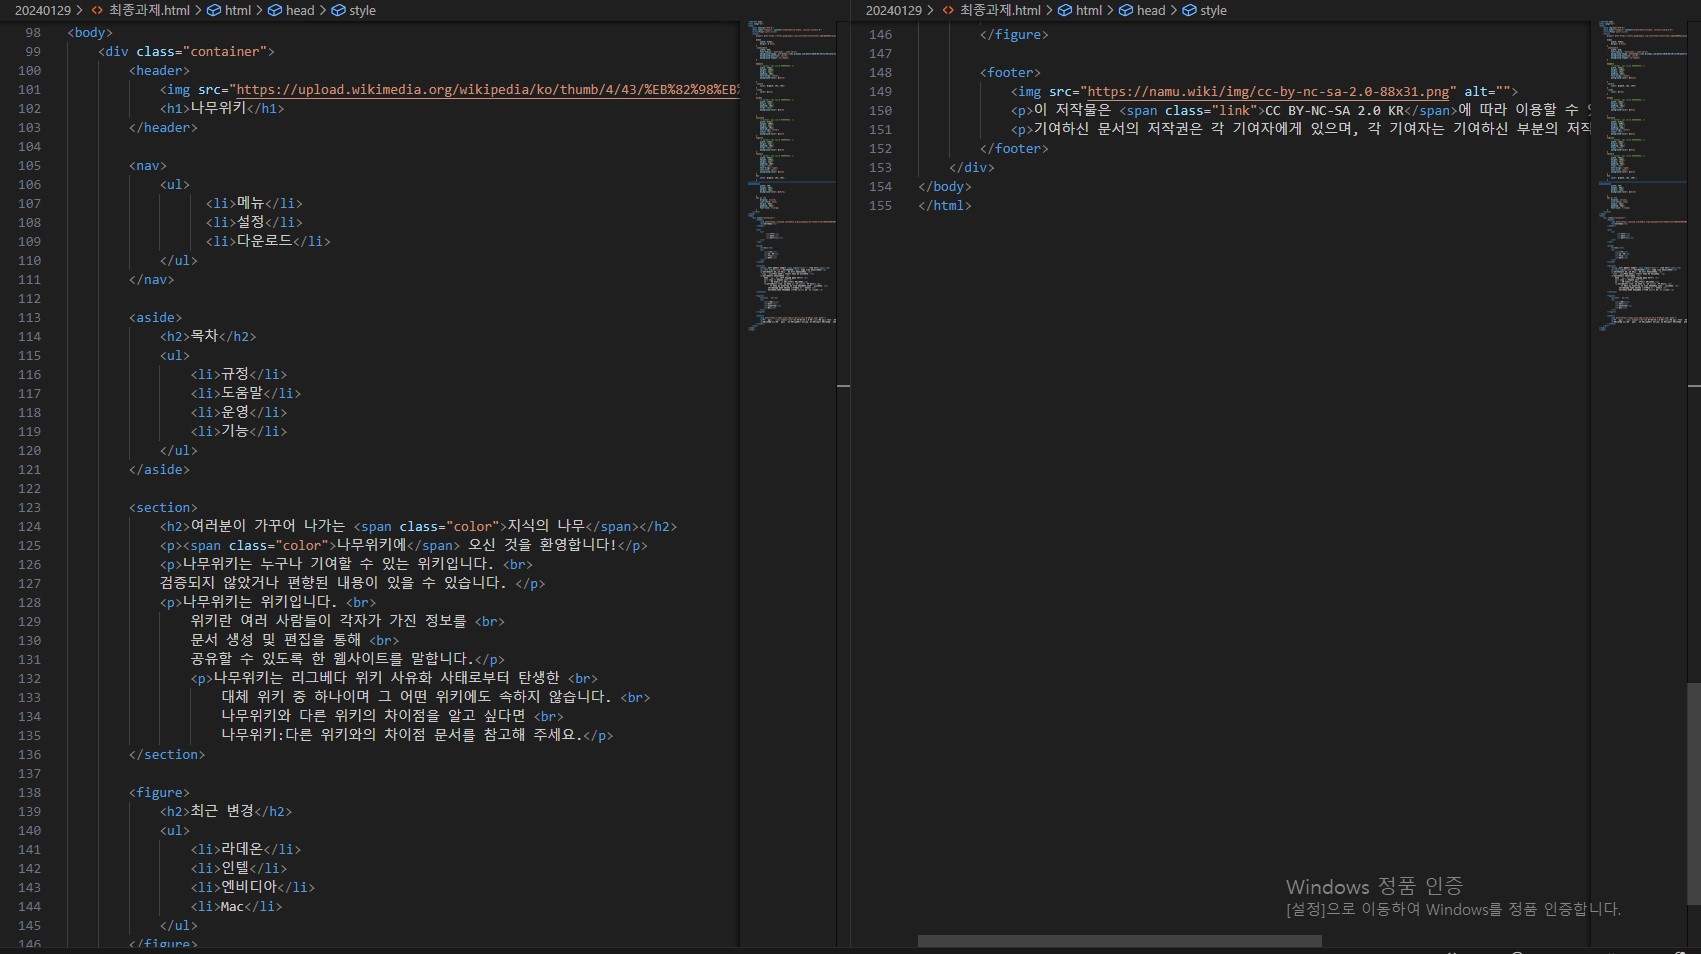 20240129 > <> 최종과제.html > html > head > style
98 <body>
99 <div class="container">
100 <header>
101 <img src="https://upload.wikimedia.org/wikipedia/ko/thumb/4/43/%EB%82%98%EB%
102 <h1>나무위키</h1>
103 </header>
104
105 <nav>
106 <ul>
107 <li>메뉴</li>
108 <li>설정</li>
109 <li>다운로드</li>
110 </ul>
111 </nav>
112
113 <aside>
114 <h2>목차</h2>
115 <ul>
116 <li>규정</li>
117 <li>도움말</li>
118 <li>운영</li>
119 <li>기능</li>
120 </ul>
121 </aside>
122
123 <section>
124 <h2>여러분이 가꾸어 나가는 <span class="color">지식의 나무</span></h2>
125 <p><span class="color">나무위키에</span> 오신 것을 환영합니다!</p>
126 <p>나무위키는 누구나 기여할 수 있는 위키입니다. <br>
127 검증되지 않았거나 편향된 내용이 있을 수 있습니다. </p>
128 <p>나무위키는 위키입니다. <br>
129 위키란 여러 사람들이 각자가 가진 정보를 <br>
130 문서 생성 및 편집을 통해 <br>
131 공유할 수 있도록 한 웹사이트를 말합니다.</p>
132 <p>나무위키는 리그베다 위키 사유화 사태로부터 탄생한 <br>
133 대체 위키 중 하나이며 그 어떤 위키에도 속하지 않습니다. <br>
134 나무위키와 다른 위키의 차이점을 알고 싶다면 <br>
135 나무위키:다른 위키와의 차이점 문서를 참고해 주세요.</p>
136 </section>
137
138 <figure>
139 <h2>최근 변경</h2>
140 <ul>
141 <li>라데온</li>
142 <li>인텔</li>
143 <li>엔비디아</li>
144 <li>Mac</li>
145 </ul>
146 </figure>
20240129 > <> 최종과제.html > html > head > style
146 </figure>
147
148 <footer>
149 <img src="https://namu.wiki/img/cc-by-nc-sa-2.0-88x31.png" alt="">
150 <p>이 저작물은 <span class="link">CC BY-NC-SA 2.0 KR</span>에 따라 이용할 수
151 <p>기여하신 문서의 저작권은 각 기여자에게 있으며, 각 기여자는 기여하신 부분의 저작
152 </footer>
153 </div>
154 </body>
155 </html>
Windows 정품 인증
[설정]으로 이동하여 Windows를 정품 인증합니다.